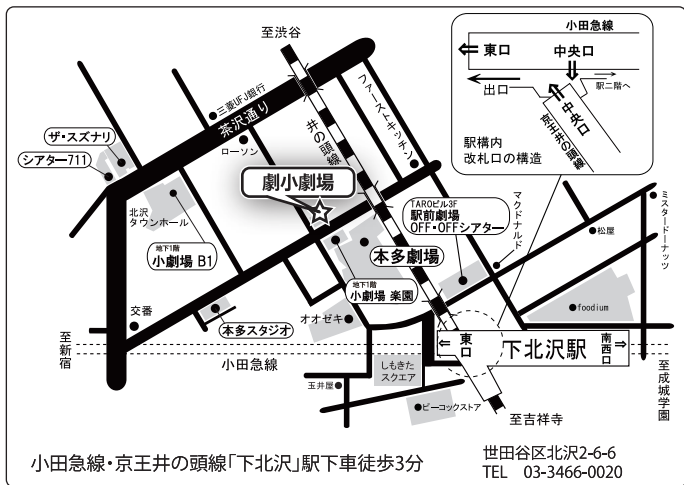 至渋谷
三菱UFJ銀行
茶沢通り
ローソン
井の頭線
ファーストキッチン
ザ・スズナリ
シアター711
北沢
タウンホール
地下1階
小劇場 B1
劇小劇場
TAROビル3F
駅前劇場
OFF・OFFシアター
マクドナルド
松屋
ミスタードーナッツ
本多劇場
地下1階
小劇場 楽園
交番
本多スタジオ
オオゼキ
foodium
至新宿
小田急線
⇐東口
下北沢駅
南西口⇒
至成城学園
しもきた
スクエア
玉井屋
ピーコックストア
至吉祥寺
小田急線
⇐東口
中央口
⇓
←出口
⇖中央口
→
駅二階へ
京王井の頭線
駅構内
改札口の構造
小田急線・京王井の頭線「下北沢」駅下車徒歩3分
世田谷区北沢2-6-6
TEL 03-3466-0020